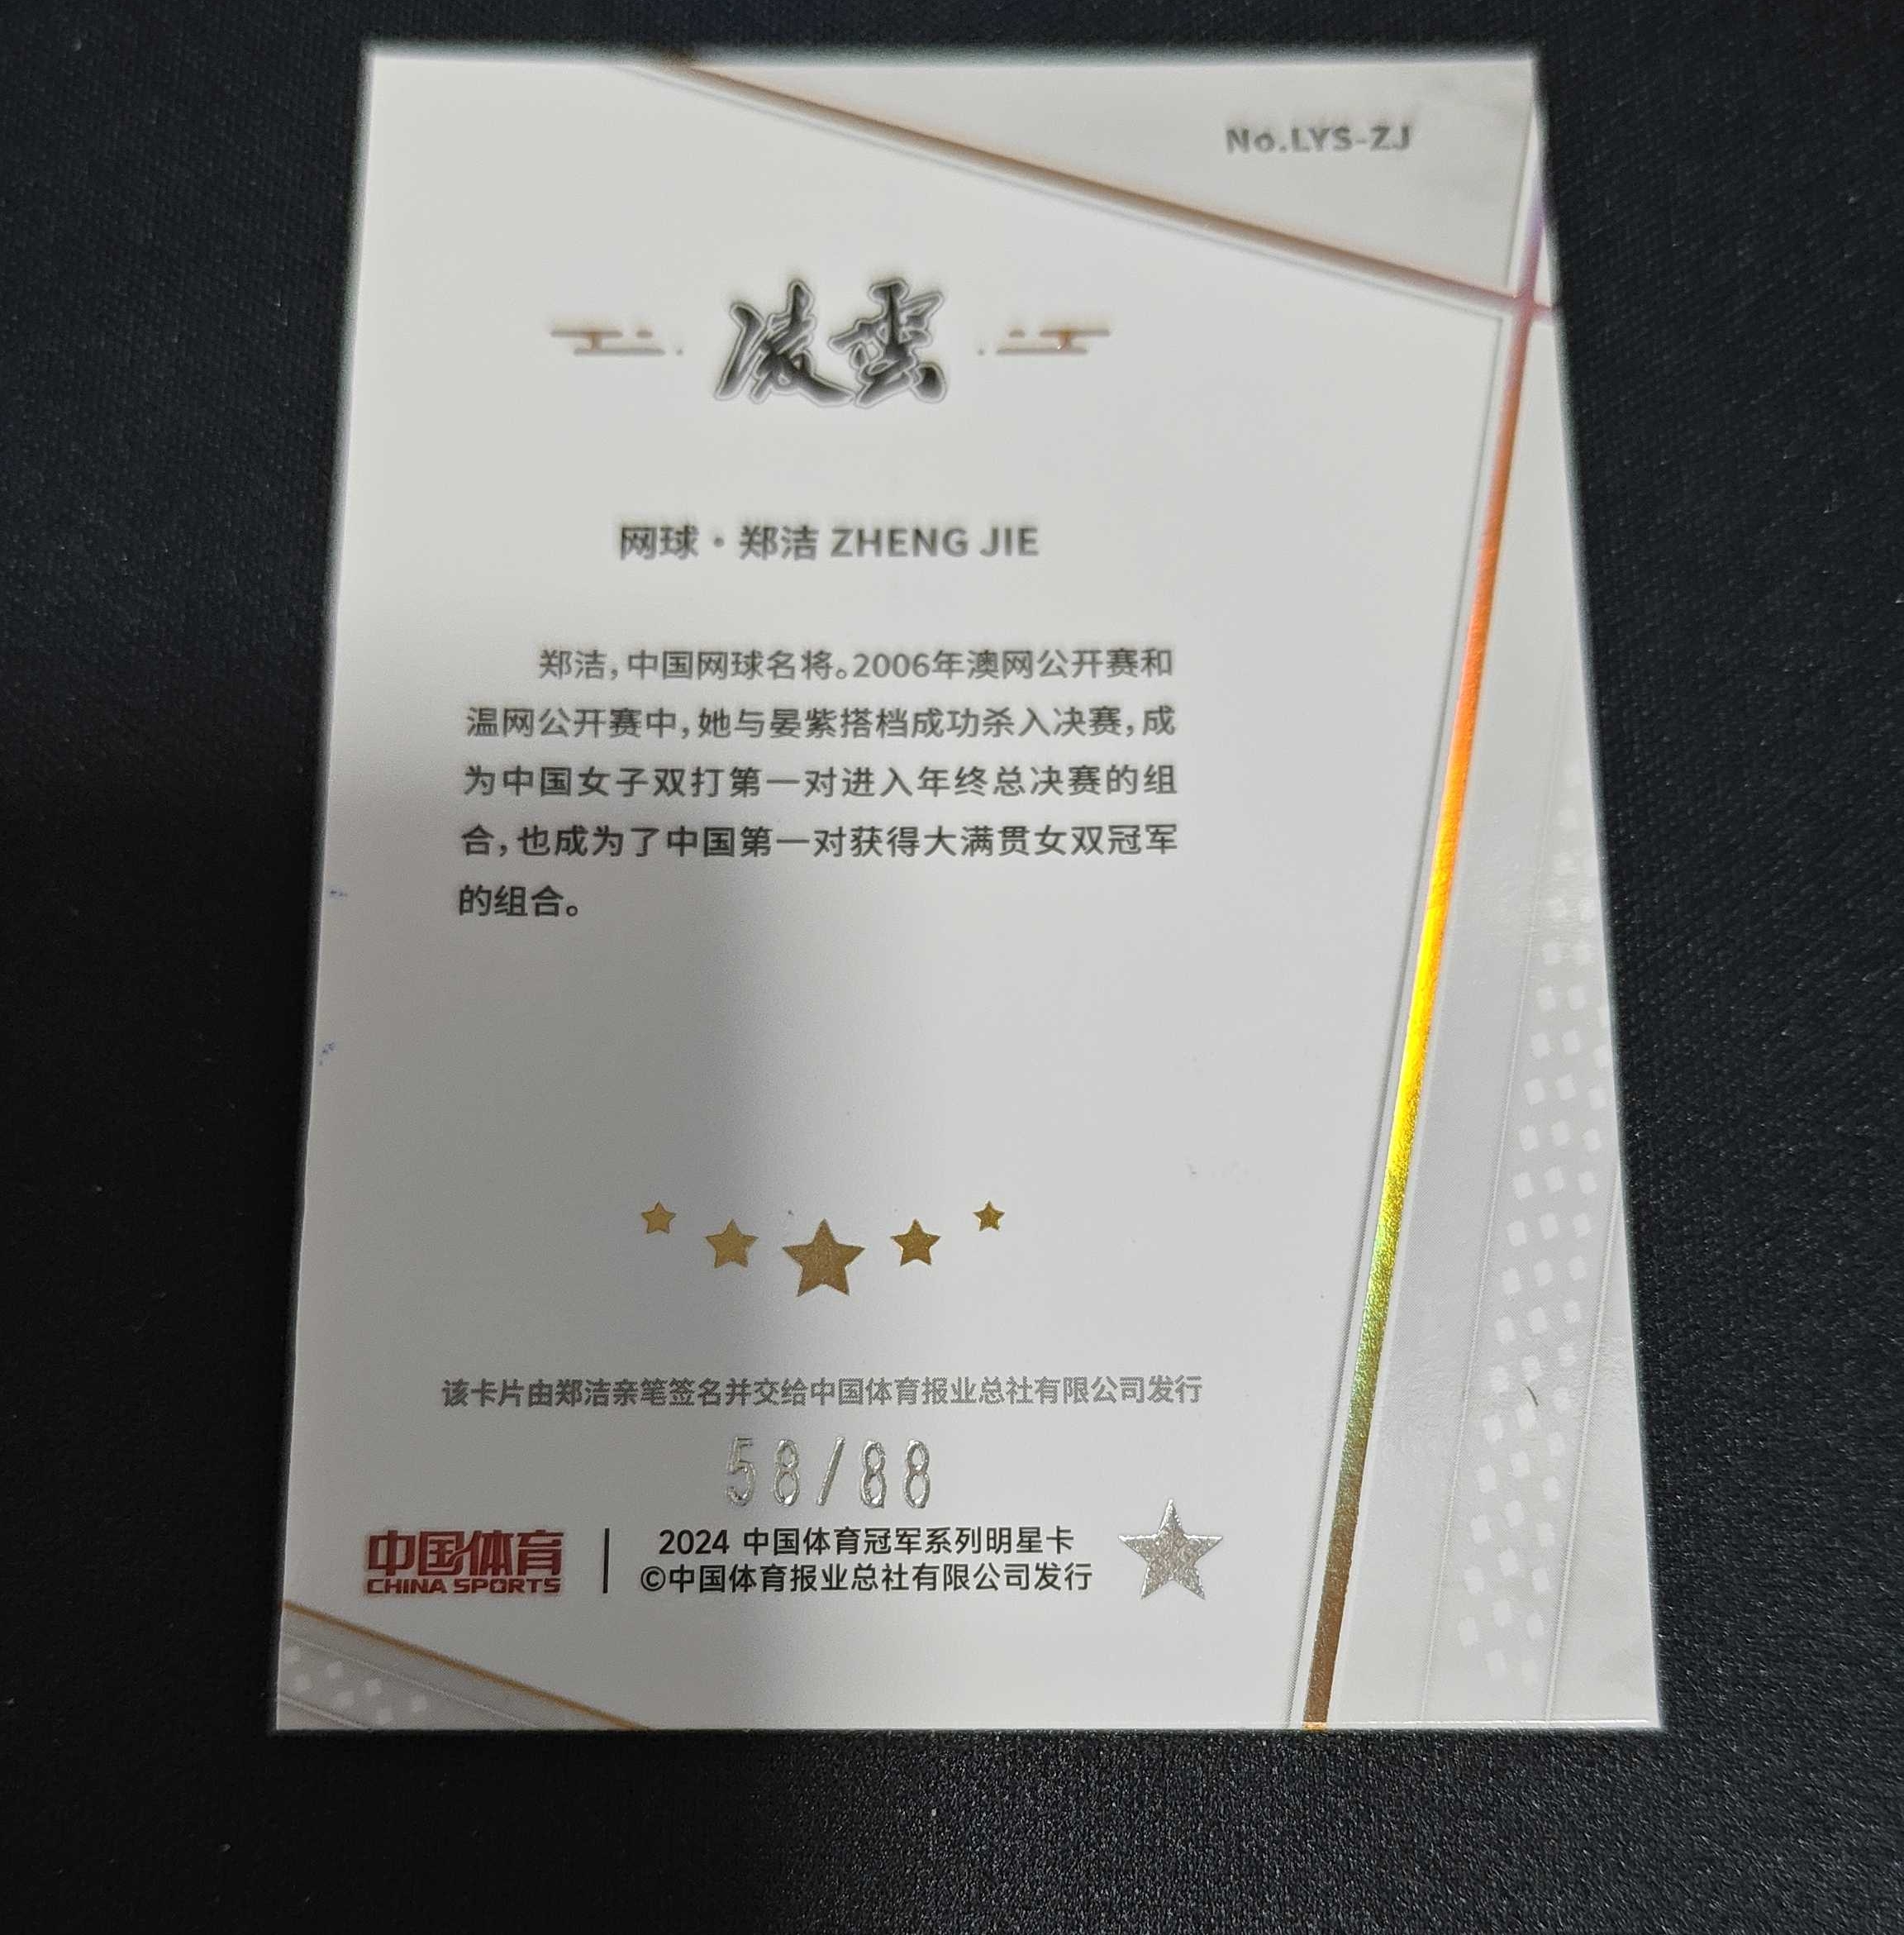 No.LYS-ZJ
凌雲
网球·郑洁 ZHENG JIE
郑洁,中国网球名将。2006年澳网公开赛和
温网公开赛中,她与晏紫搭档成功杀入决赛,成
为中国女子双打第一对进入年终总决赛的组
合,也成为了中国第一对获得大满贯女双冠军
的组合。
该卡片由郑洁亲笔签名并交给中国体育报业总社有限公司发行
58/88
中国体育
CHINA SPORTS
2024 中国体育冠军系列明星卡
©中国体育报业总社有限公司发行